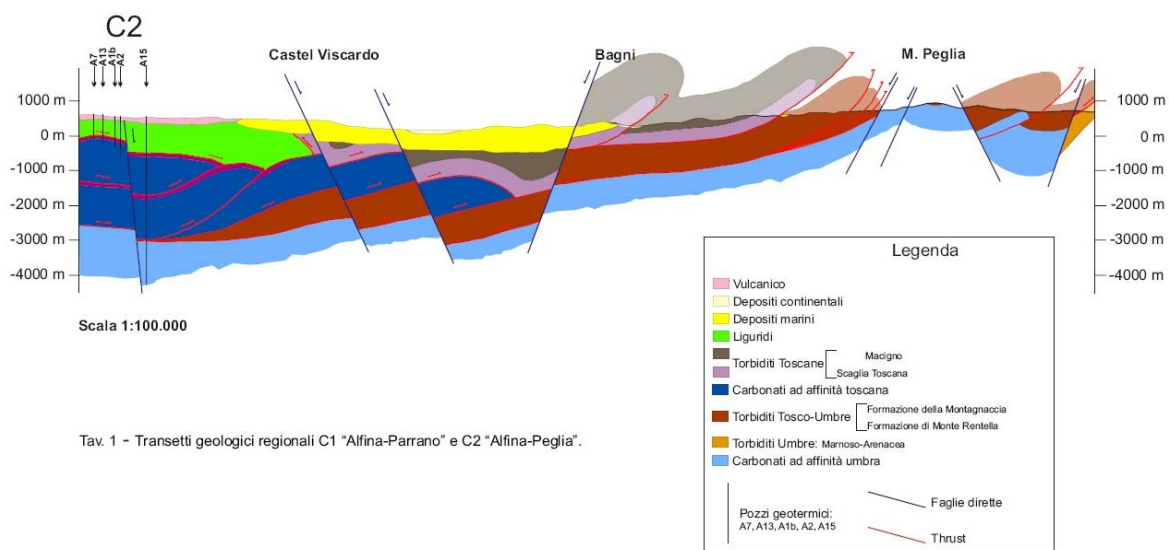 C2
A7
A13
A1b
A2
A15
Castel Viscardo
Bagni
M. Peglia
1000 m
0 m
-1000 m
-2000 m
-3000 m
-4000 m
1000 m
0 m
-1000 m
-2000 m
-3000 m
-4000 m
Scala 1:100.000
Tav. 1 - Transetti geologici regionali C1 “Alfina-Parrano” e C2 “Alfina-Peglia”.
Legenda
Vulcanico
Depositi continentali
Depositi marini
Liguridi
Torbiditi Toscane
Macigno
Scaglia Toscana
Carbonati ad affinità toscana
Torbiditi Tosco-Umbre
Formazione della Montagnaccia
Formazione di Monte Rentella
Torbiditi Umbre: Marnoso-Arenacea
Carbonati ad affinità umbra
Pozzi geotermici:
A7, A13, A1b, A2, A15
Faglie dirette
Thrust